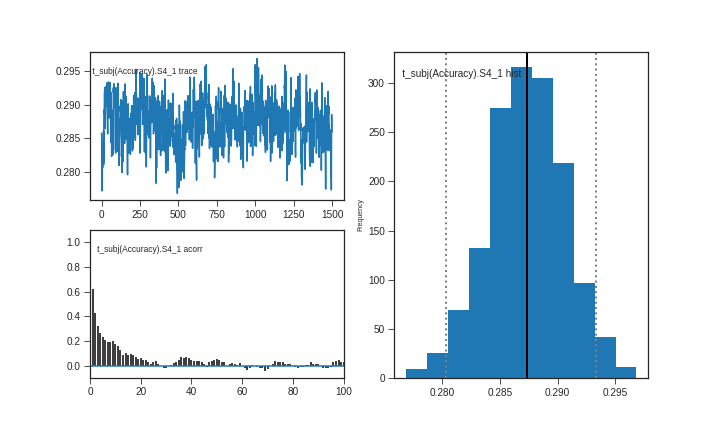 t_subj(Accuracy).S4_1 trace
0.295
0.290
0.285
0.280
0 250 500 750 1000 1250 1500
t_subj(Accuracy).S4_1 acorr
1.0
0.8
0.6
0.4
0.2
0.0
0 20 40 60 80 100
t_subj(Accuracy).S4_1 hist
Frequency
300
250
200
150
100
50
0
0.280 0.285 0.290 0.295